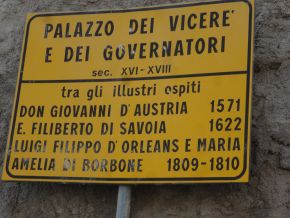 PALAZZO DEI VICERE'
E DEI GOVERNATORI
sec. XVI-XVIII
tra gli illustri ospiti
DON GIOVANNI D'AUSTRIA 1571
E. FILIBERTO DI SAVOIA 1622
LUIGI FILIPPO D'ORLEANS E MARIA
AMELIA DI BORBONE 1809-1810